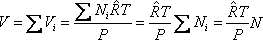 V = ∑ V_i = ∑ N_i R̂T / P = R̂T / P ∑ N_i = R̂T / P N